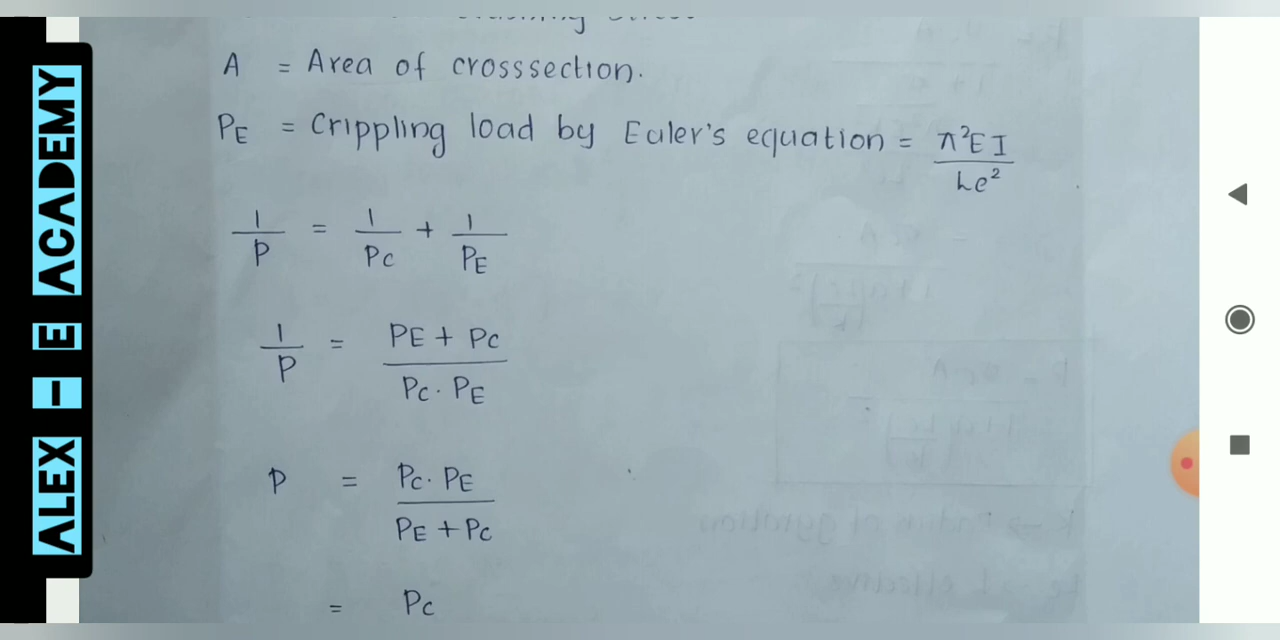 A = Area of crosssection.
PE = Crippling load by Euler's equation = π²EI / Le²
1/P = 1/Pc + 1/PE
1/P = PE + Pc / Pc · PE
P = Pc · PE / PE + Pc
= Pc
ALEX - E ACADEMY